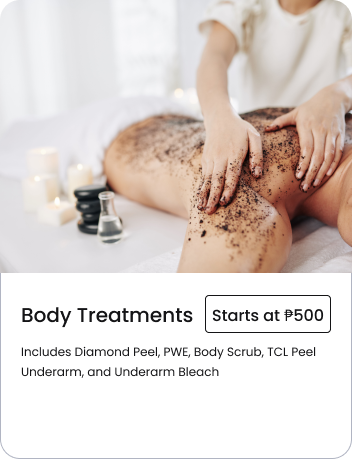 Body Treatments
Starts at ₱500
Includes Diamond Peel, PWE, Body Scrub, TCL Peel
Underarm, and Underarm Bleach